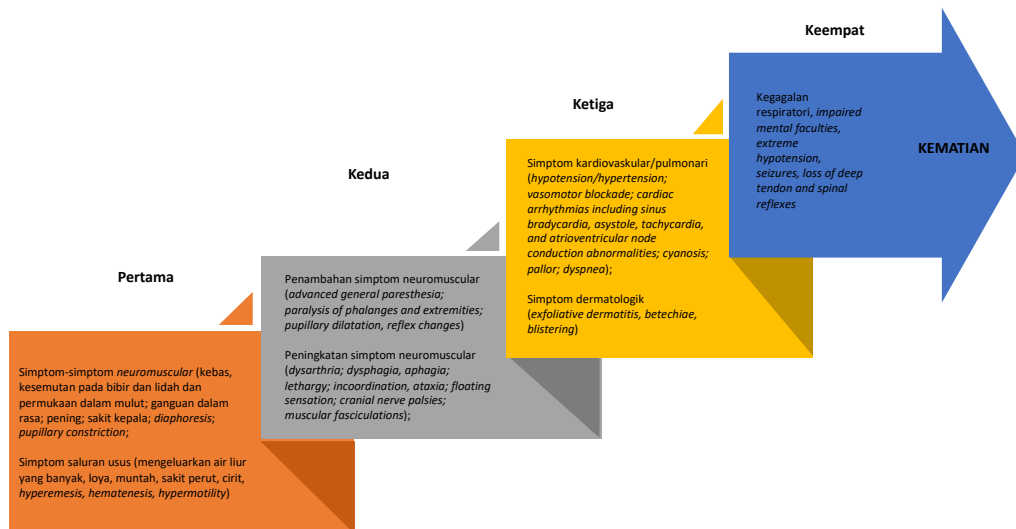 Pertama
Simptom-simptom neuromuscular (kebas,
kesemutan pada bibir dan lidah dan
permukaan dalam mulut; ganguan dalam
rasa; pening; sakit kepala; diaphoresis;
pupillary constriction;
Simptom saluran usus (mengeluarkan air liur
yang banyak, loya, muntah, sakit perut, cirit,
hyperemesis, hematenesis, hypermotility)
Kedua
Penambahan simptom neuromuscular
(advanced general paresthesia;
paralysis of phalanges and extremities;
pupillary dilatation, reflex changes)
Peningkatan simptom neuromuscular
(dysarthria; dysphagia, aphagia;
lethargy; incoordination, ataxia; floating
sensation; cranial nerve palsies;
muscular fasciculations);
Ketiga
Simptom kardiovaskular/pulmonari
(hypotension/hypertension;
vasomotor blockade; cardiac
arrhythmias including sinus
bradycardia, asystole, tachycardia,
and atrioventricular node
conduction abnormalities; cyanosis;
pallor; dyspnea);
Simptom dermatologik
(exfoliative dermatitis, betechiae,
blistering)
Keempat
Kegagalan
respiratori, impaired
mental faculties,
extreme
hypotension,
seizures, loss of deep
tendon and spinal
reflexes
KEMATIAN